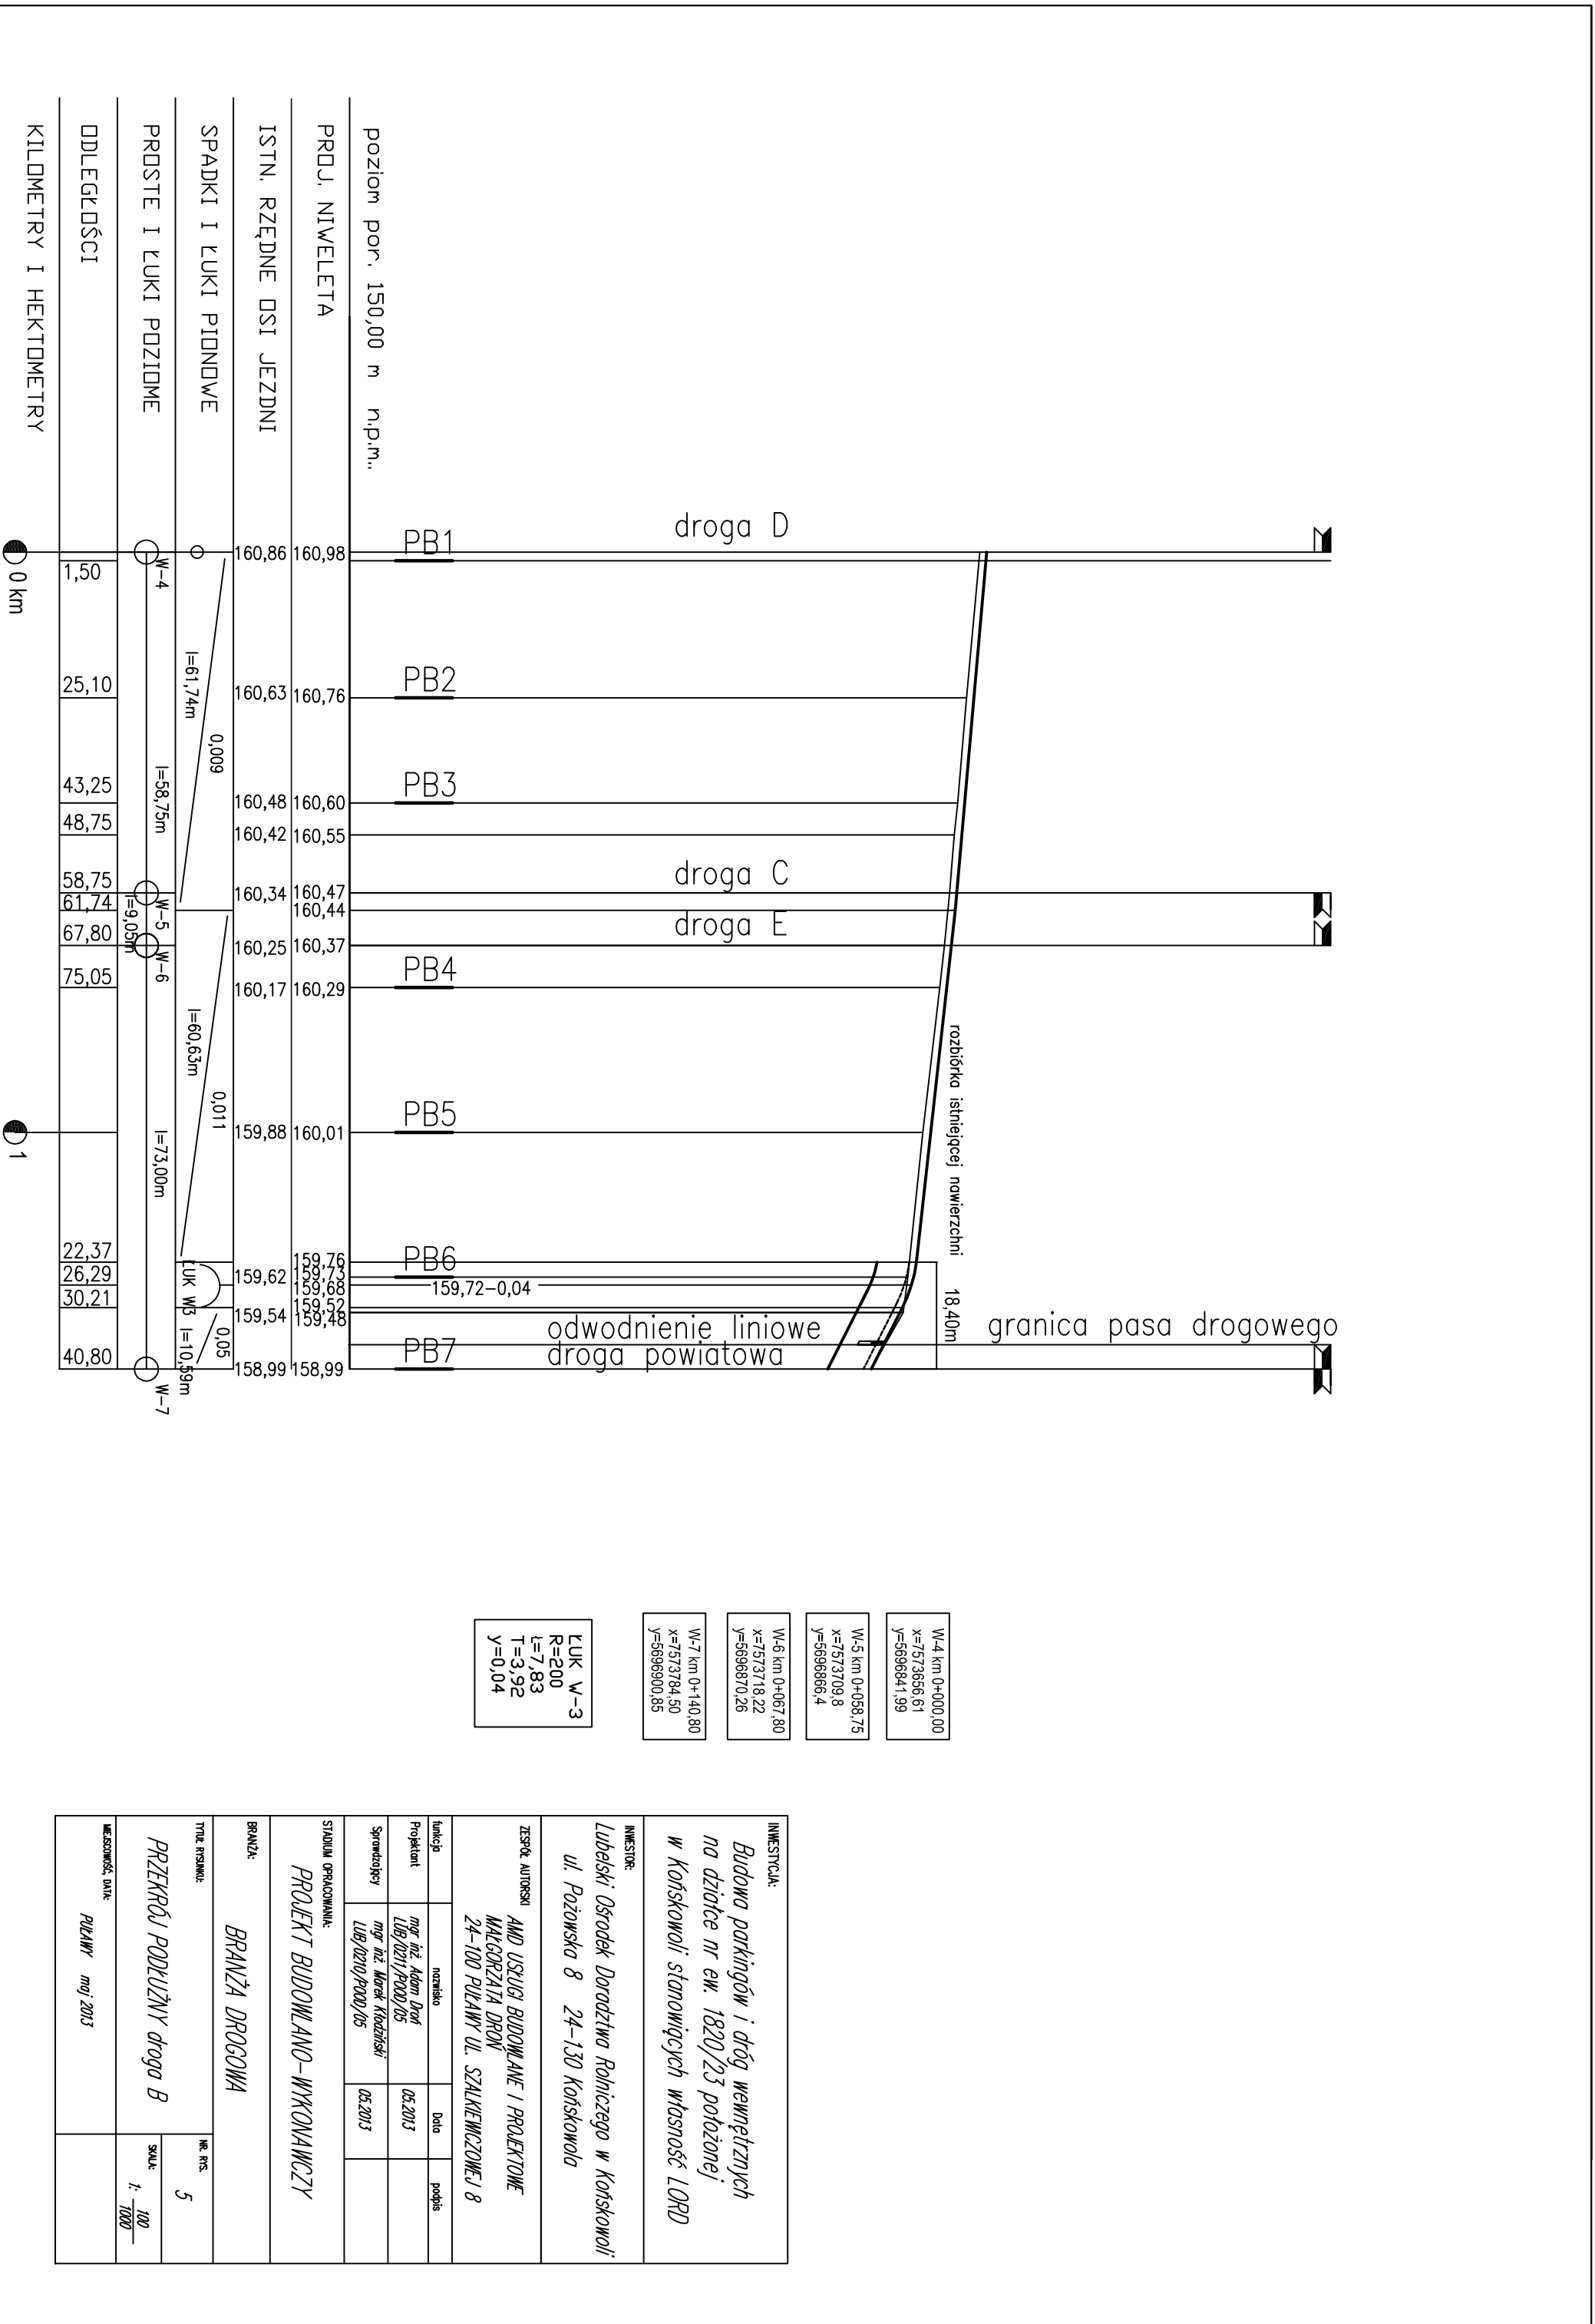 droga D
droga C
droga E
granica pasa drogowego
rozbiórka istniejącej nawierzchni
18,40m
odwodnienie liniowe
droga powiatowa
159,72-0,04
PB1
PB2
PB3
PB4
PB5
PB6
PB7
poziom por. 150,00 m n.p.m..
PROJ. NIWELETA
160,98
160,76
160,60
160,55
160,47
160,44
160,37
160,29
160,01
159,76
159,73
159,68
159,52
159,48
158,99
ISTN. RZĘDNE OSI JEZDNI
160,86
160,63
160,48
160,42
160,34
160,25
160,17
159,88
159,62
159,54
158,99
SPADKI I ŁUKI PIONOWE
l=61,74m
0,009
l=60,63m
0,011
ŁUK W3
l=10,59m
0,05
PROSTE I ŁUKI POZIOME
W-4
l=58,75m
W-5
l=9,05m
W-6
l=73,00m
W-7
ODLEGŁOŚCI
1,50
25,10
43,25
48,75
58,75
61,74
67,80
75,05
22,37
26,29
30,21
40,80
KILOMETRY I HEKTOMETRY
0 km
1
W-4 km 0+000,00
x=7573656,61
y=5696841,99
W-5 km 0+058,75
x=7573709,8
y=5696866,4
W-6 km 0+067,80
x=7573718,22
y=5696870,26
W-7 km 0+140,80
x=7573784,50
y=5696900,85
ŁUK W-3
R=200
Ł=7,83
T=3,92
y=0,04
INWESTYCJA:
Budowa parkingów i dróg wewnętrznych
na działce nr ew. 1820/23 położonej
w Końskowoli stanowiących własność LORD
INWESTOR:
Lubelski Ośrodek Doradztwa Rolniczego w Końskowoli
ul. Pożowska 8 24-130 Końskowola
ZESPÓŁ AUTORSKI
AMD USŁUGI BUDOWLANE I PROJEKTOWE
MAŁGORZATA DROŃ
24-100 PUŁAWY UL. SZALKIEWICZOWEJ 8
funkcja nazwisko Data podpis
Projektant mgr inż. Adam Droń 05.2013
LUB/0211/POOD/05
Sprawdzający mgr inż. Marek Kłodziński 05.2013
LUB/0210/POOD/05
STADIUM OPRACOWANIA:
PROJEKT BUDOWLANO-WYKONAWCZY
BRANŻA:
BRANŻA DROGOWA
TYTUŁ RYSUNKU:
PRZEKRÓJ PODŁUŻNY droga B
NR. RYS.
5
SKALA:
1: 100
1000
MIEJSCOWOŚĆ, DATA:
PUŁAWY maj 2013